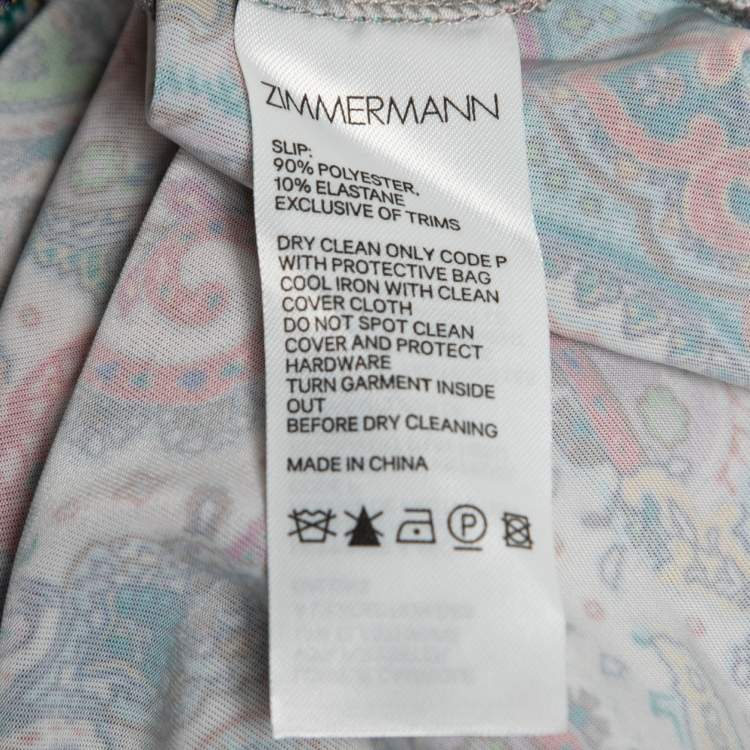 ZIMMERMANN
SLIP:
90% POLYESTER,
10% ELASTANE
EXCLUSIVE OF TRIMS
DRY CLEAN ONLY CODE P
WITH PROTECTIVE BAG
COOL IRON WITH CLEAN
COVER CLOTH
DO NOT SPOT CLEAN
COVER AND PROTECT
HARDWARE
TURN GARMENT INSIDE
OUT
BEFORE DRY CLEANING
MADE IN CHINA
P